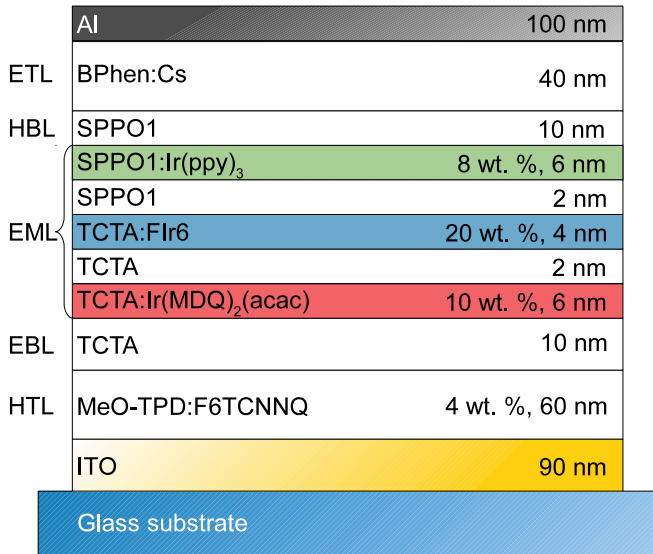 Al 100 nm
ETL BPhen:Cs 40 nm
HBL SPPO1 10 nm
SPPO1:Ir(ppy)₃ 8 wt. %, 6 nm
SPPO1 2 nm
EML TCTA:FIr6 20 wt. %, 4 nm
TCTA 2 nm
TCTA:Ir(MDQ)₂(acac) 10 wt. %, 6 nm
EBL TCTA 10 nm
HTL MeO-TPD:F6TCNNQ 4 wt. %, 60 nm
ITO 90 nm
Glass substrate